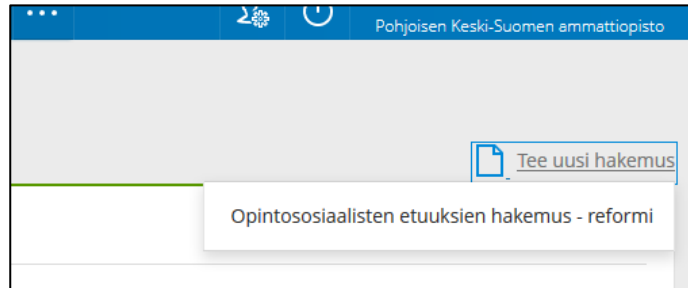 Pohjoisen Keski-Suomen ammattiopisto
Tee uusi hakemus
Opintososiaalisten etuuksien hakemus - reformi